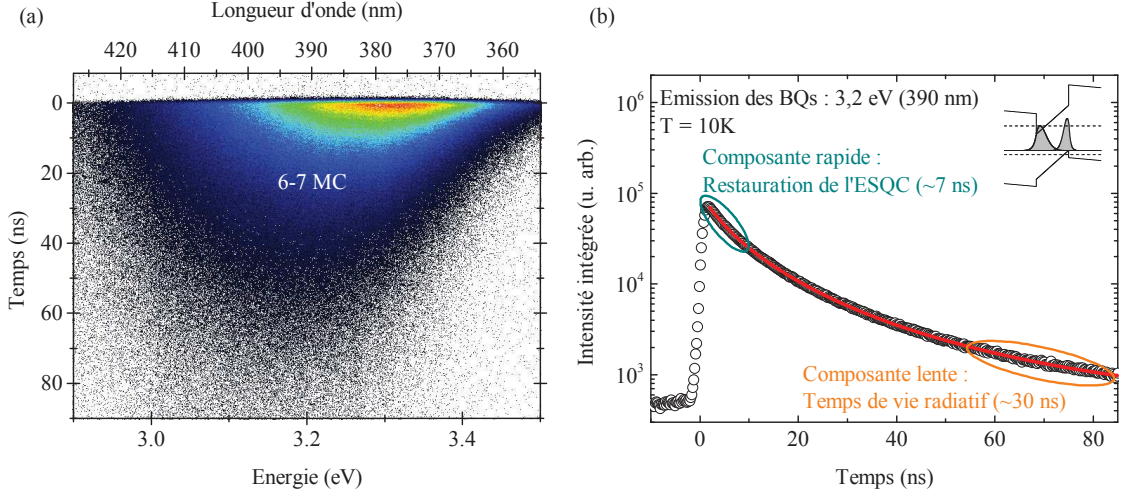 (a)
Longueur d'onde (nm)
420 410 400 390 380 370 360
0
10
20
30
40
60
80
Temps (ns)
6-7 MC
3.0 3.2 3.4
Energie (eV)
(b)
Emission des BQs : 3,2 eV (390 nm)
T = 10K
Composante rapide :
Restauration de l'ESQC (~7 ns)
Composante lente :
Temps de vie radiatif (~30 ns)
10⁶
10⁵
10⁴
10³
Intensité intégrée (u. arb.)
0 20 40 60 80
Temps (ns)